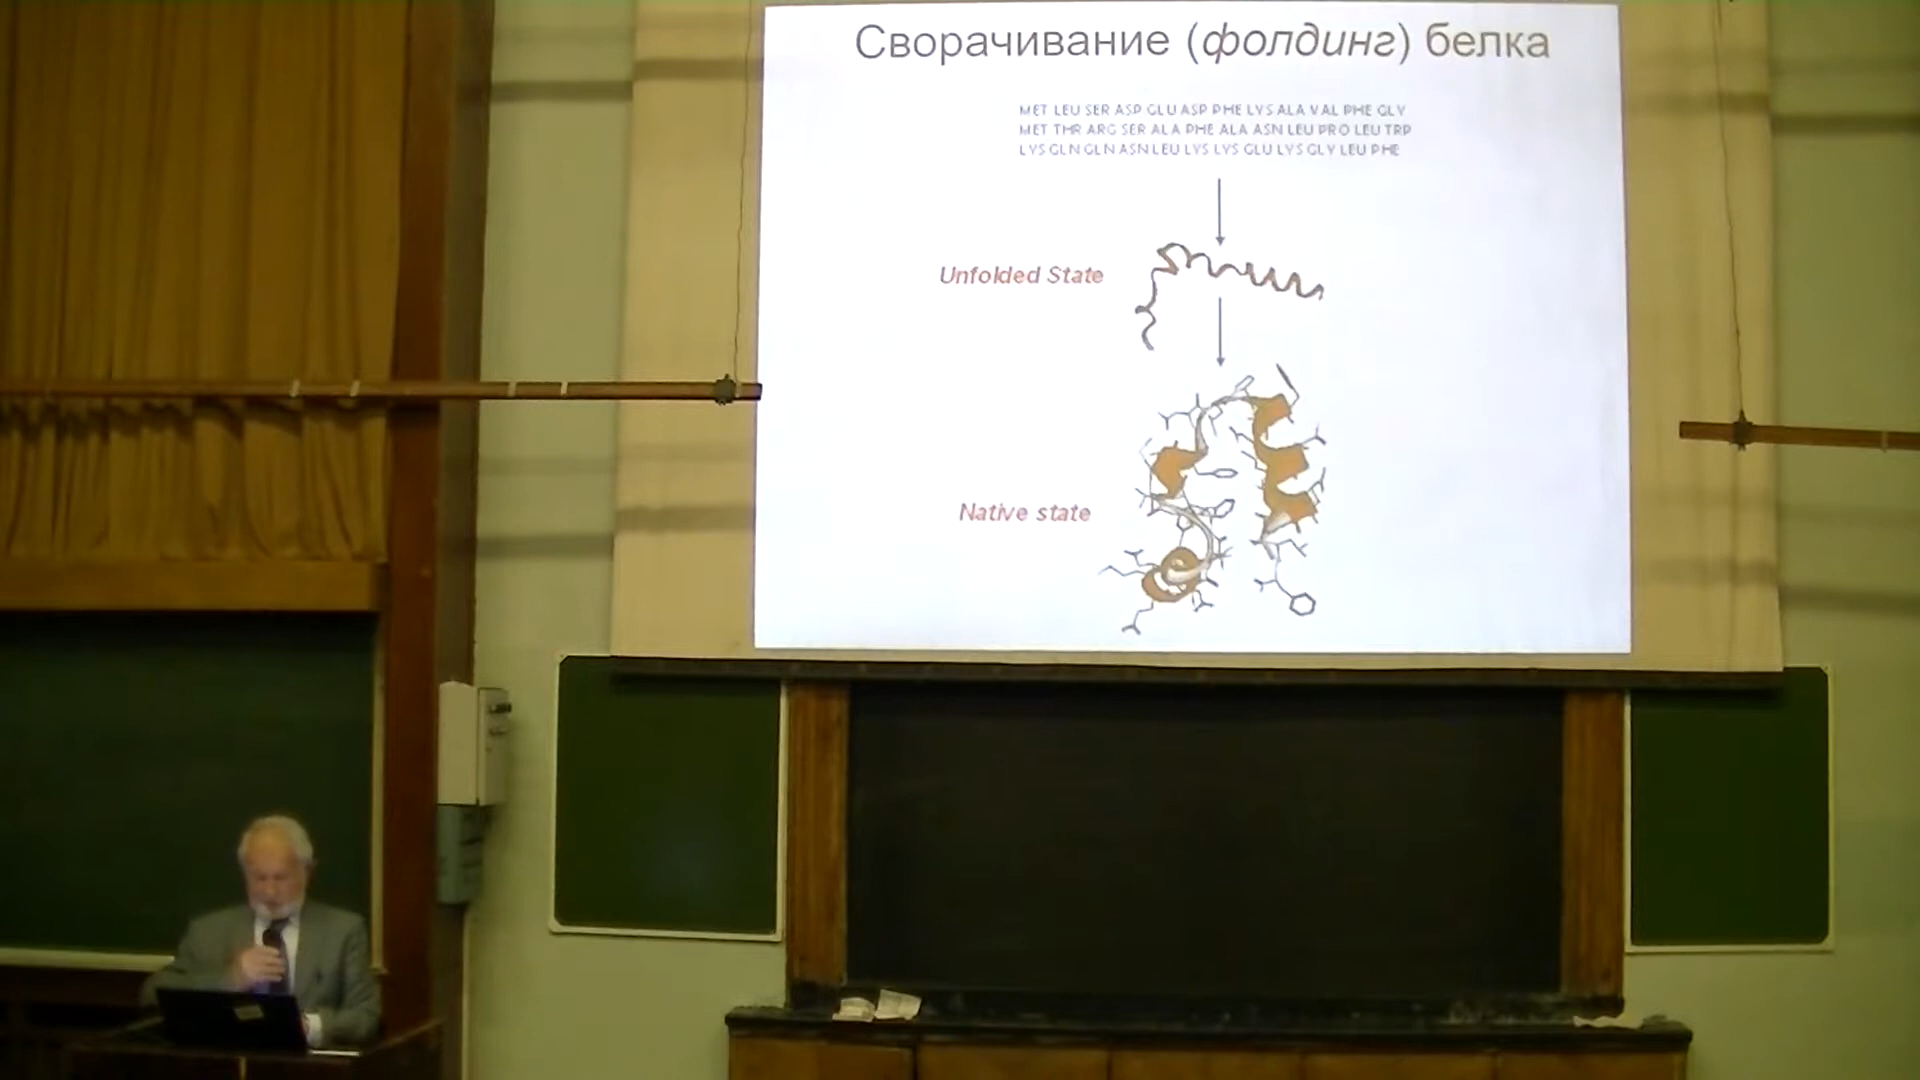 Сворачивание (фолдинг) белка
MET LEU SER ASP GLU ASP PHE LYS ALA VAL PHE GLY
MET THR ARG SER ALA PHE ALA ASN LEU PRO LEU TRP
LYS GLN GLN ASN LEU LYS LYS GLU LYS GLY LEU PHE
Unfolded State
Native state